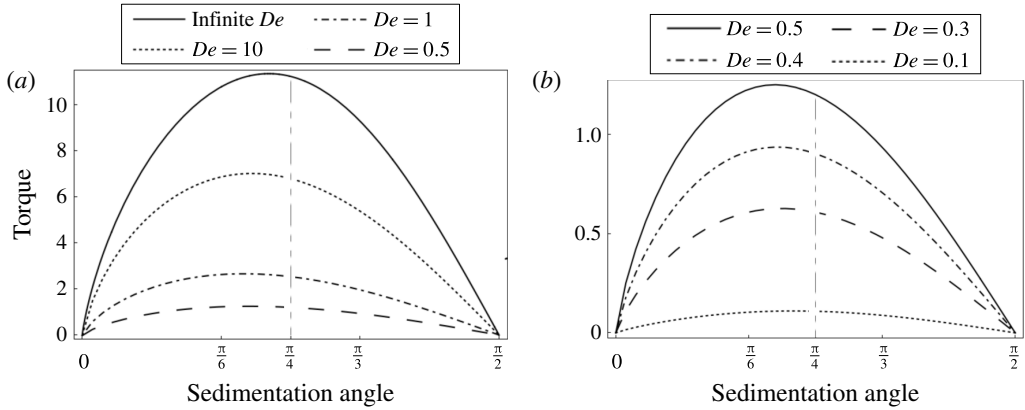 Infinite De
De = 1
De = 10
De = 0.5
(a)
10
8
6
4
2
0
Torque
0
π/6
π/4
π/3
π/2
Sedimentation angle
De = 0.5
De = 0.3
De = 0.4
De = 0.1
(b)
1.0
0.5
0
0
π/6
π/4
π/3
π/2
Sedimentation angle